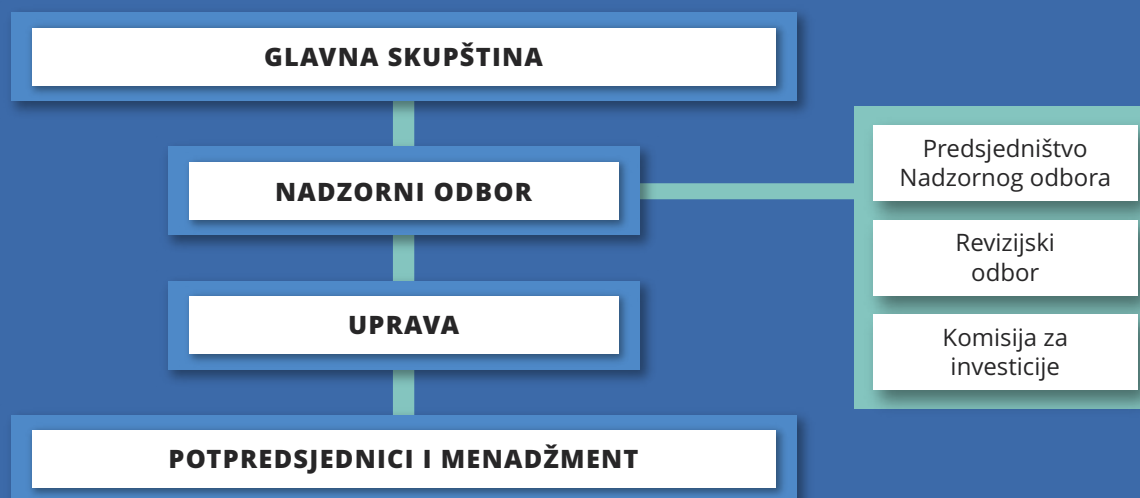 GLAVNA SKUPŠTINA
NADZORNI ODBOR
Predsjedništvo
Nadzornog odbora
Revizijski
odbor
Komisija za
investicije
UPRAVA
POTPREDSJEDNICI I MENADŽMENT